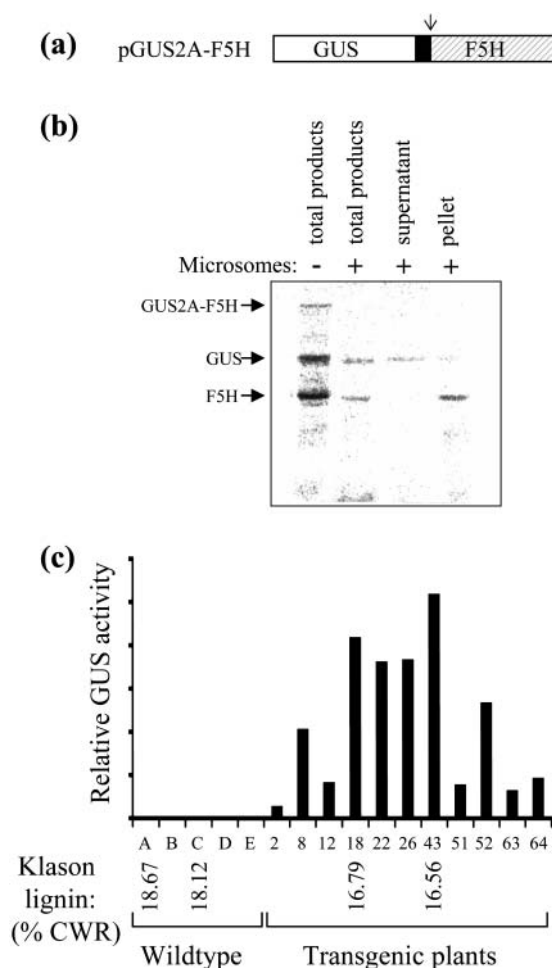 (a) pGUS2A-F5H GUS F5H
(b)
total products total products supernatant pellet
Microsomes: - + + +
GUS2A-F5H
GUS
F5H
(c)
Relative GUS activity
A B C D E 2 8 12 18 22 26 43 51 52 63 64
Klason
lignin: 18.67 18.12 16.79 16.56
(% CWR)
Wildtype Transgenic plants